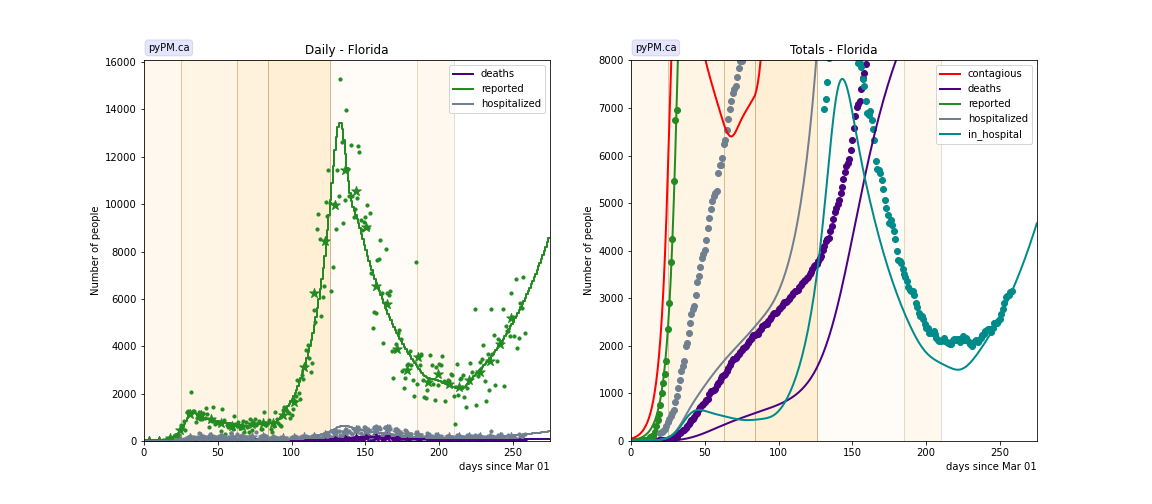 pyPM.ca
Daily - Florida
Number of people
16000
14000
12000
10000
8000
6000
4000
2000
0
0
50
100
150
200
250
days since Mar 01
deaths
reported
hospitalized
pyPM.ca
Totals - Florida
Number of people
8000
7000
6000
5000
4000
3000
2000
1000
0
0
50
100
150
200
250
days since Mar 01
contagious
deaths
reported
hospitalized
in_hospital